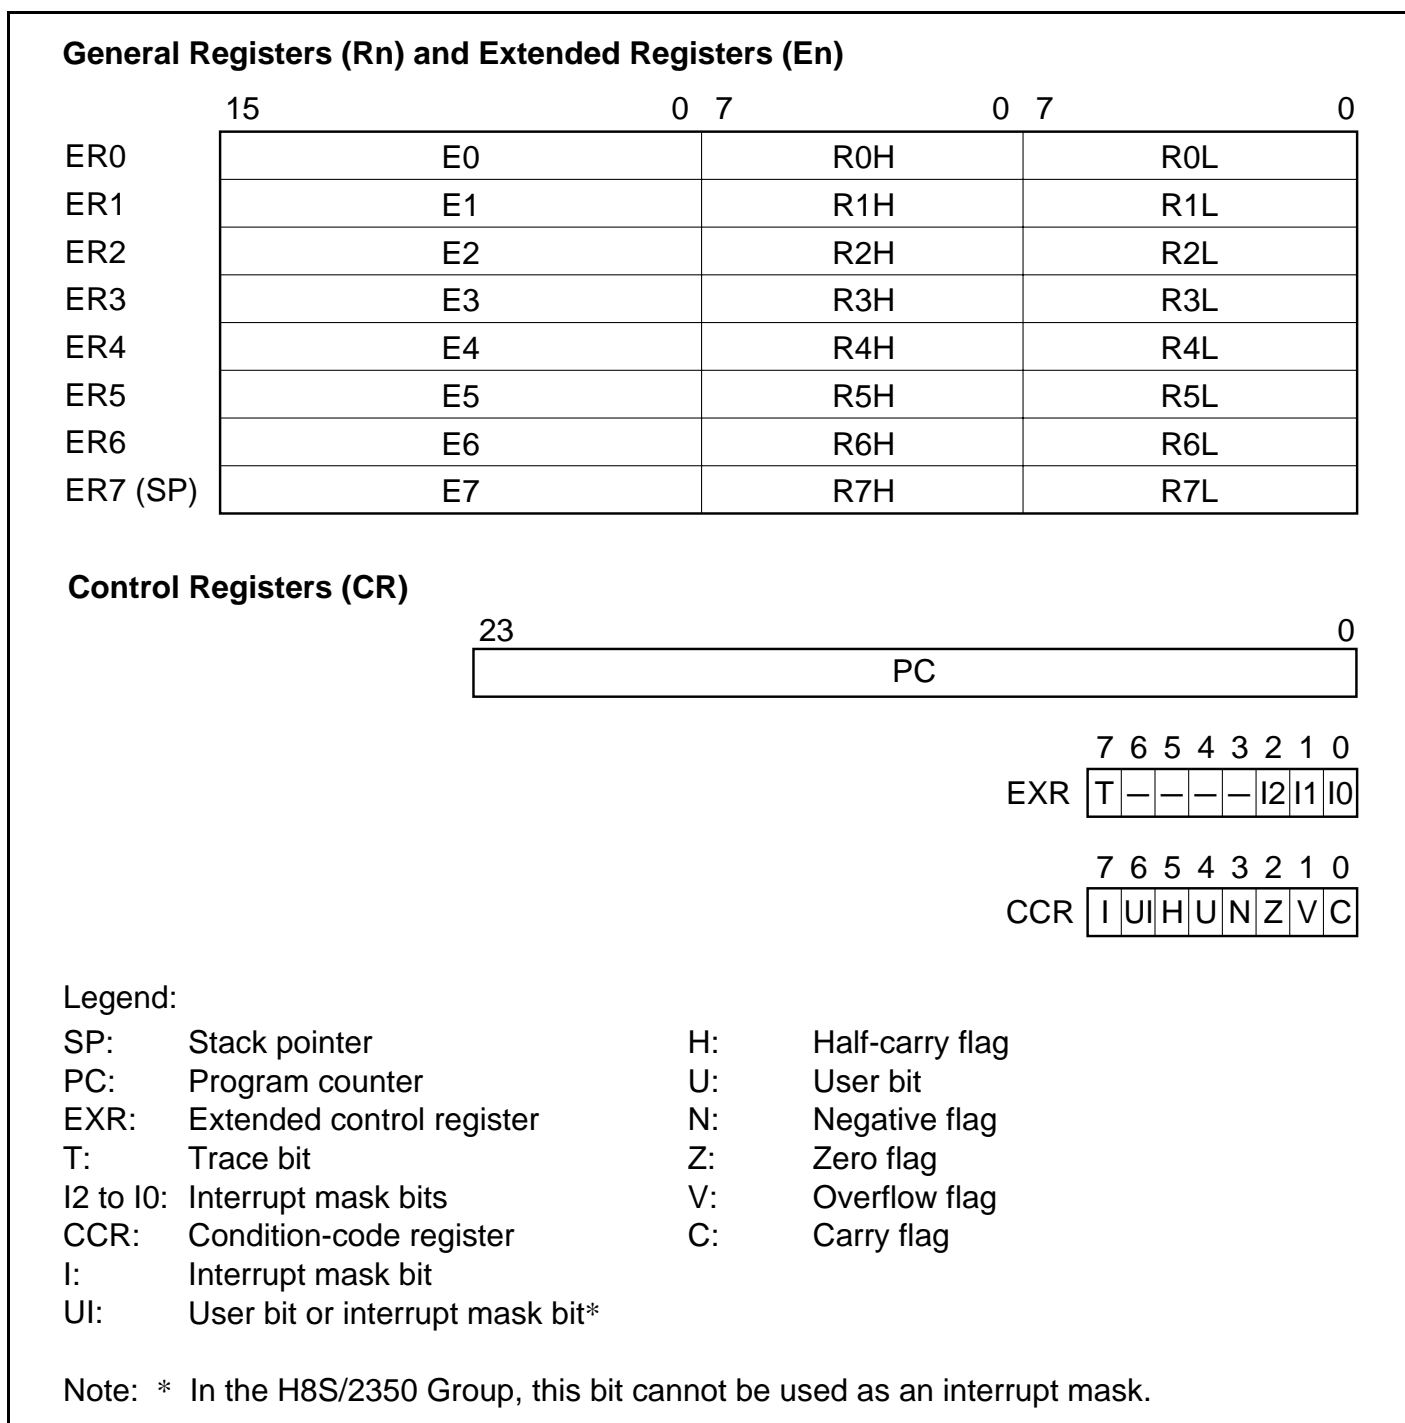 General Registers (Rn) and Extended Registers (En)
15 0 7 0 7 0
ER0 E0 R0H R0L
ER1 E1 R1H R1L
ER2 E2 R2H R2L
ER3 E3 R3H R3L
ER4 E4 R4H R4L
ER5 E5 R5H R5L
ER6 E6 R6H R6L
ER7 (SP) E7 R7H R7L
Control Registers (CR)
23 0
PC
7 6 5 4 3 2 1 0
EXR T — — — — I2 I1 I0
7 6 5 4 3 2 1 0
CCR I UI H U N Z V C
Legend:
SP: Stack pointer H: Half-carry flag
PC: Program counter U: User bit
EXR: Extended control register N: Negative flag
T: Trace bit Z: Zero flag
I2 to I0: Interrupt mask bits V: Overflow flag
CCR: Condition-code register C: Carry flag
I: Interrupt mask bit
UI: User bit or interrupt mask bit*
Note: * In the H8S/2350 Group, this bit cannot be used as an interrupt mask.